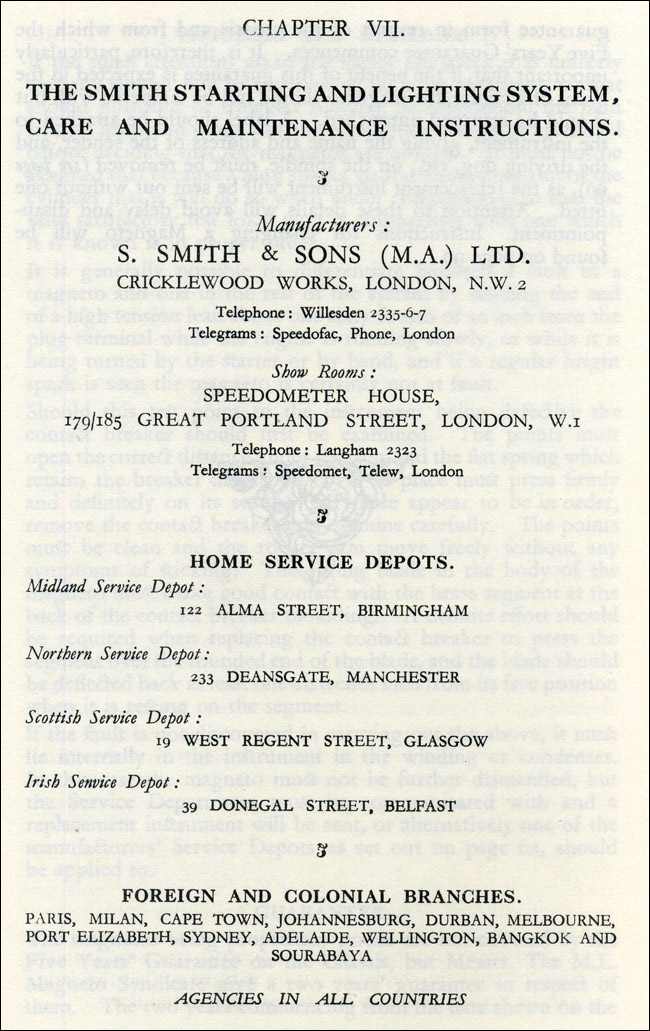 CHAPTER VII.
THE SMITH STARTING AND LIGHTING SYSTEM,
CARE AND MAINTENANCE INSTRUCTIONS.
Manufacturers :
S. SMITH & SONS (M.A.) LTD.
CRICKLEWOOD WORKS, LONDON, N.W. 2
Telephone : Willesden 2335-6-7
Telegrams : Speedofac, Phone, London
Show Rooms :
SPEEDOMETER HOUSE,
179/185 GREAT PORTLAND STREET, LONDON, W.1
Telephone : Langham 2323
Telegrams : Speedomet, Telew, London
HOME SERVICE DEPOTS.
Midland Service Depot :
122 ALMA STREET, BIRMINGHAM
Northern Service Depot :
233 DEANSGATE, MANCHESTER
Scottish Service Depot :
19 WEST REGENT STREET, GLASGOW
Irish Service Depot :
39 DONEGAL STREET, BELFAST
FOREIGN AND COLONIAL BRANCHES.
PARIS, MILAN, CAPE TOWN, JOHANNESBURG, DURBAN, MELBOURNE,
PORT ELIZABETH, SYDNEY, ADELAIDE, WELLINGTON, BANGKOK AND
SOURABAYA
AGENCIES IN ALL COUNTRIES